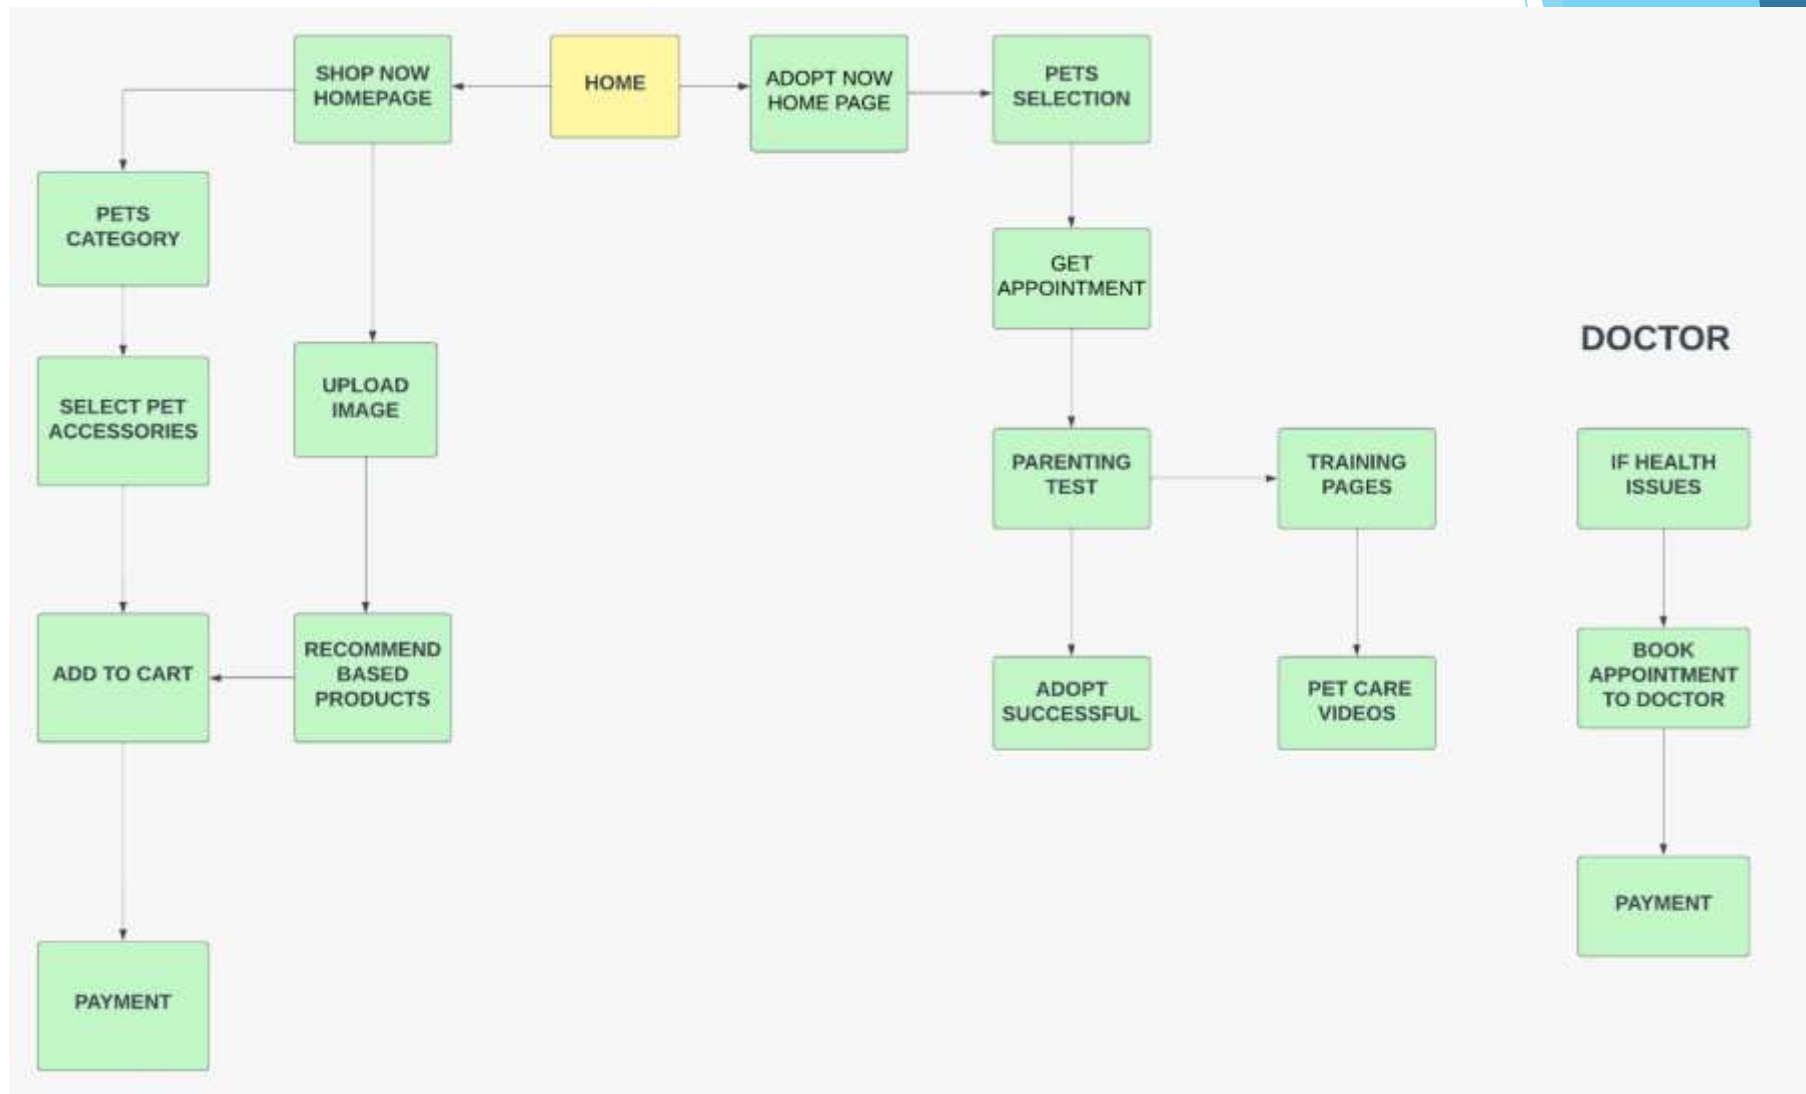 SHOP NOW
HOMEPAGE
HOME
ADOPT NOW
HOME PAGE
PETS
SELECTION
PETS
CATEGORY
GET
APPOINTMENT
DOCTOR
SELECT PET
ACCESSORIES
UPLOAD
IMAGE
PARENTING
TEST
TRAINING
PAGES
IF HEALTH
ISSUES
ADD TO CART
RECOMMEND
BASED
PRODUCTS
ADOPT
SUCCESSFUL
PET CARE
VIDEOS
BOOK
APPOINTMENT
TO DOCTOR
PAYMENT
PAYMENT